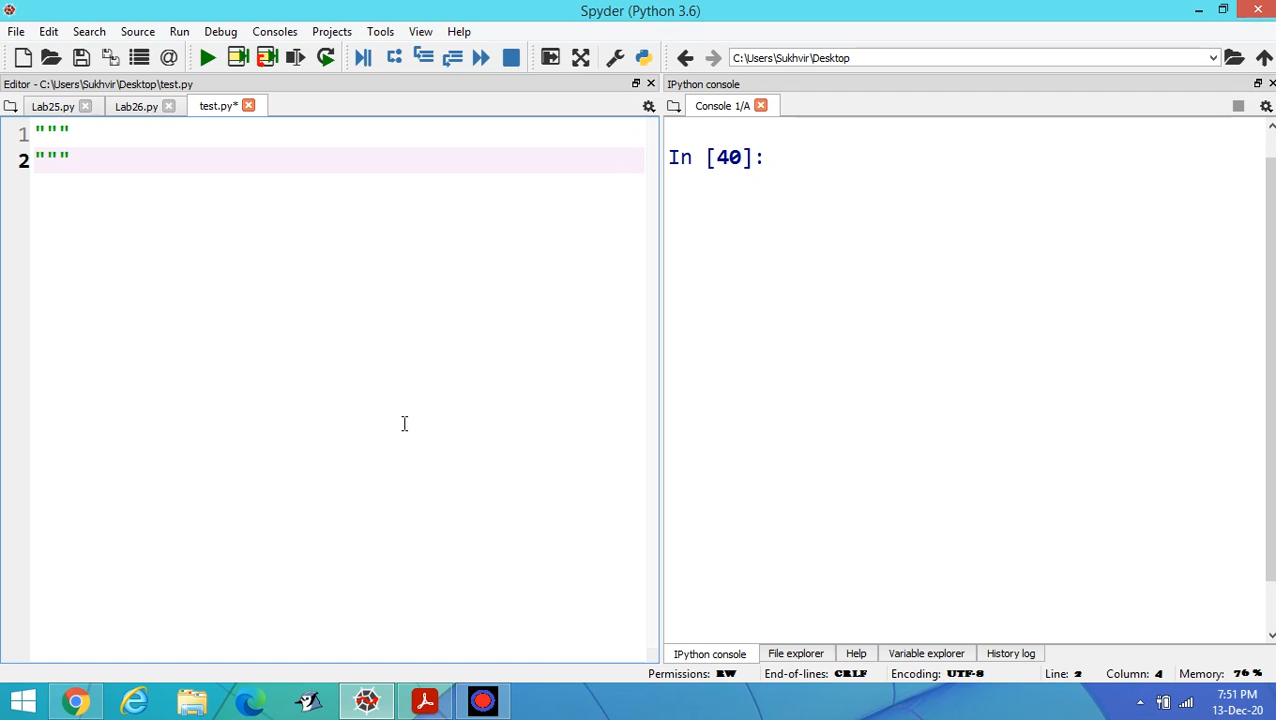 Spyder (Python 3.6)
File Edit Search Source Run Debug Consoles Projects Tools View Help
C:\Users\Sukhvir\Desktop
Editor - C:\Users\Sukhvir\Desktop\test.py
IPython console
Lab25.py Lab26.py test.py*
Console 1/A
1 """
2 """
In [40]:
IPython console File explorer Help Variable explorer History log
Permissions: RW End-of-lines: CRLF Encoding: UTF-8 Line: 2 Column: 4 Memory: 76 %
7:51 PM
13-Dec-20